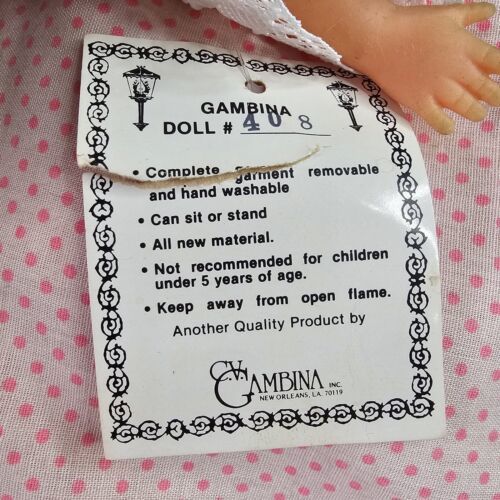 GAMBINA
DOLL # 408
• Complete garment removable
and hand washable
• Can sit or stand
• All new material.
• Not recommended for children
under 5 years of age.
• Keep away from open flame.
Another Quality Product by
C.V. GAMBINA INC.
NEW ORLEANS, LA. 70119